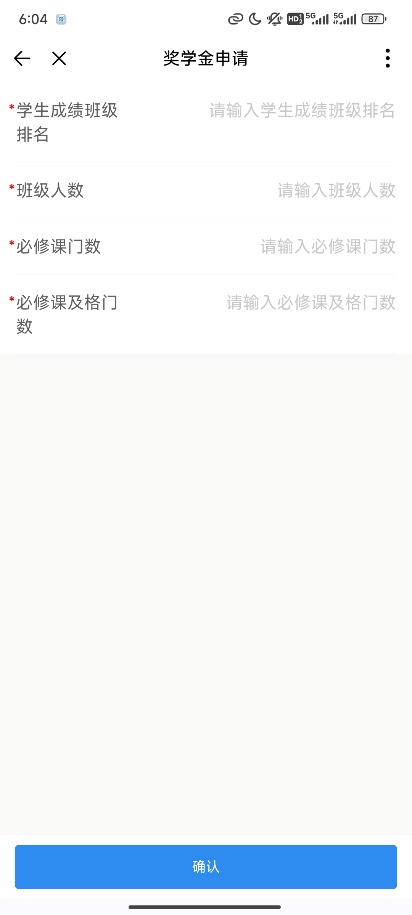 6:04 HD 5G 5G 87
奖学金申请
*学生成绩班级 请输入学生成绩班级排名
排名
*班级人数 请输入班级人数
*必修课门数 请输入必修课门数
*必修课及格门 请输入必修课及格门数
数
确认